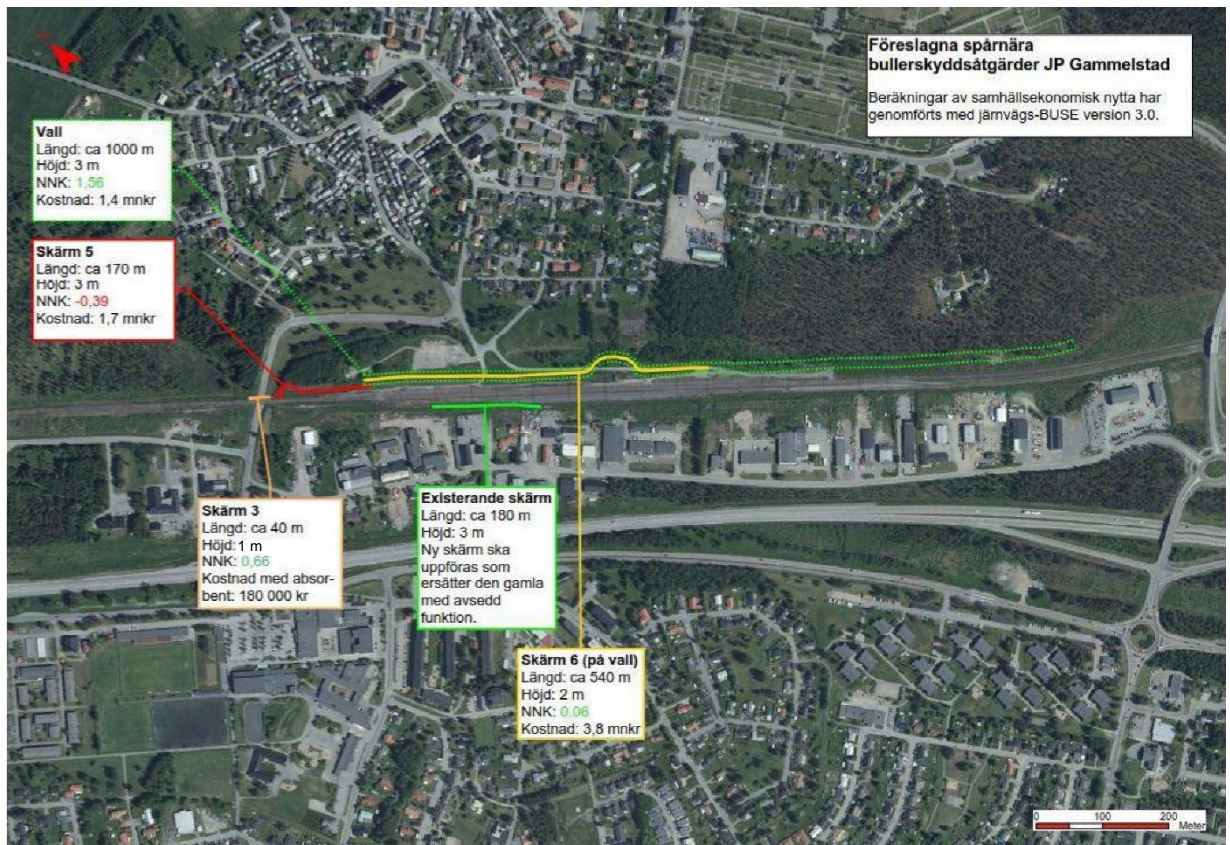 Föreslagna spårnära
bullerskyddsåtgärder JP Gammelstad
Beräkningar av samhällsekonomisk nytta har
genomförts med järnvägs-BUSE version 3.0.
Vall
Längd: ca 1000 m
Höjd: 3 m
NNK: 1,56
Kostnad: 1,4 mnkr
Skärm 5
Längd: ca 170 m
Höjd: 3 m
NNK: -0,39
Kostnad: 1,7 mnkr
Skärm 3
Längd: ca 40 m
Höjd: 1 m
NNK: 0,66
Kostnad med absor-
bent: 180 000 kr
Existerande skärm
Längd: ca 180 m
Höjd: 3 m
Ny skärm ska
uppföras som
ersätter den gamla
med avsedd
funktion.
Skärm 6 (på vall)
Längd: ca 540 m
Höjd: 2 m
NNK: 0,06
Kostnad: 3,8 mnkr
0 100 200
Meter